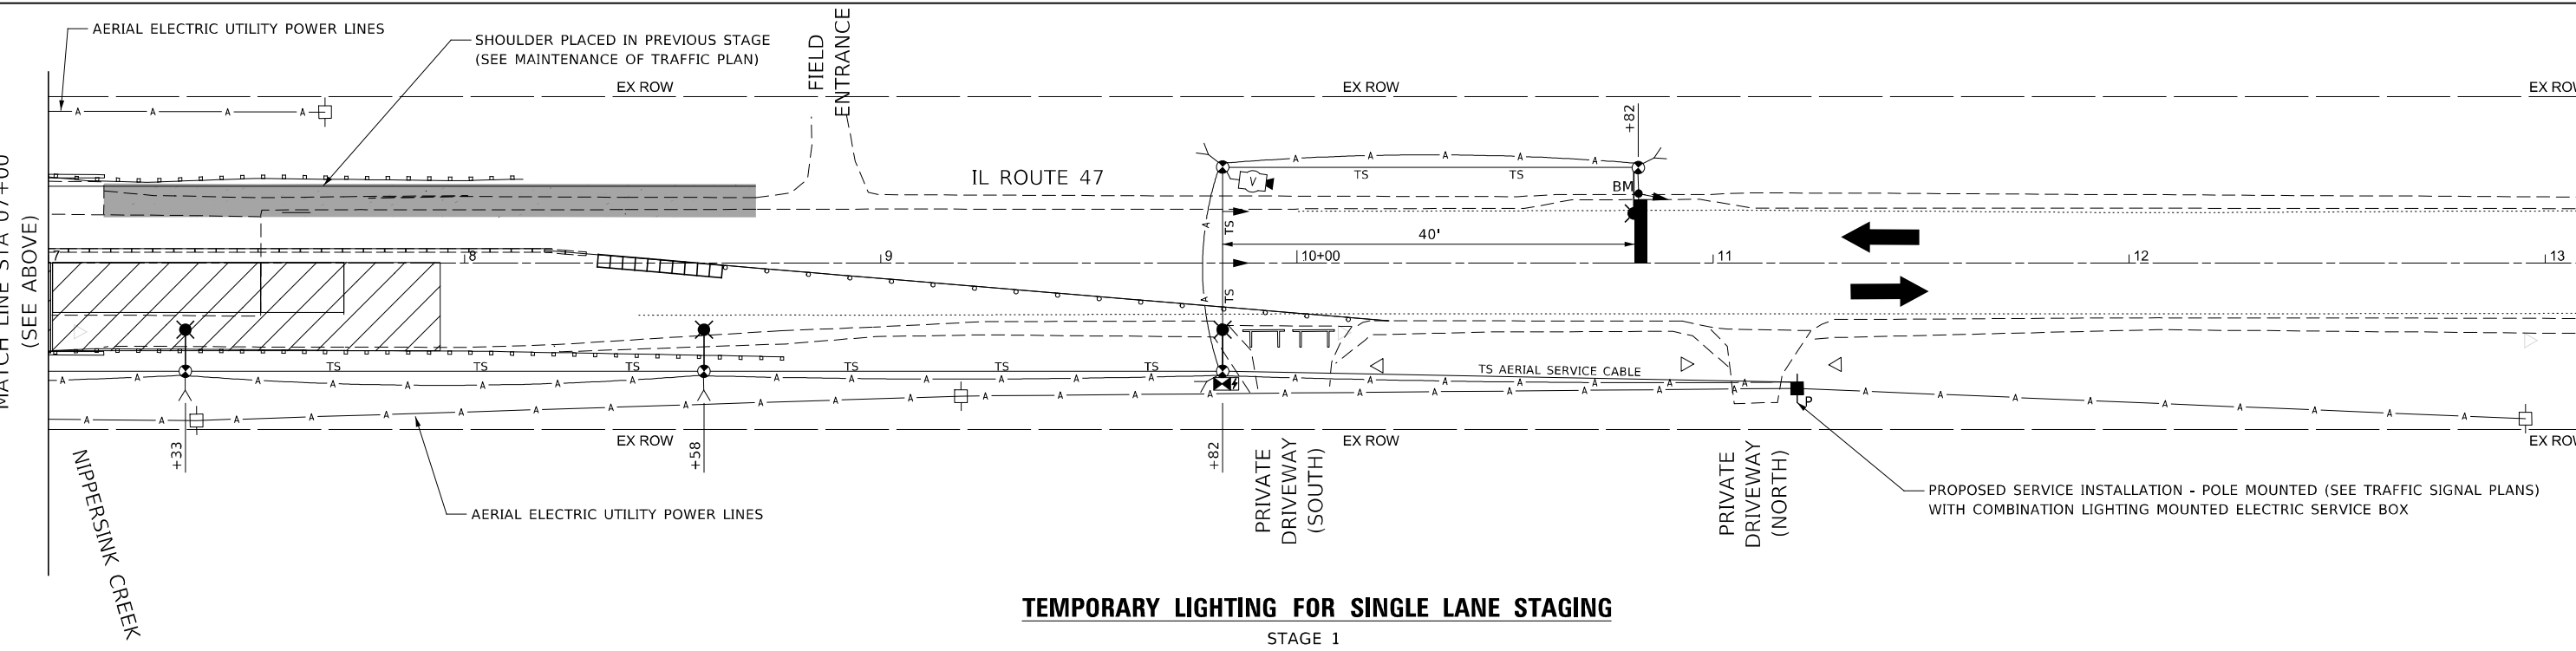 AERIAL ELECTRIC UTILITY POWER LINES
SHOULDER PLACED IN PREVIOUS STAGE
(SEE MAINTENANCE OF TRAFFIC PLAN)
FIELD
ENTRANCE
EX ROW
EX ROW
EX ROW
A A A A
+82
MATCH LINE STA 07+00
(SEE ABOVE)
IL ROUTE 47
A A A A A
TS TS
V
BM
A
TS
40'
7 8 9 10+00 11 12 13
A
TS
TS TS TS TS TS TS
TS AERIAL SERVICE CABLE
A A A A A A A A A A A A A A A
A A A A A A A A A A A A A A A A A A A A
P
EX ROW
EX ROW
EX ROW
+33
+58
+82
NIPPERSINK CREEK
AERIAL ELECTRIC UTILITY POWER LINES
PRIVATE
DRIVEWAY
(SOUTH)
PRIVATE
DRIVEWAY
(NORTH)
PROPOSED SERVICE INSTALLATION - POLE MOUNTED (SEE TRAFFIC SIGNAL PLANS)
WITH COMBINATION LIGHTING MOUNTED ELECTRIC SERVICE BOX
TEMPORARY LIGHTING FOR SINGLE LANE STAGING
STAGE 1